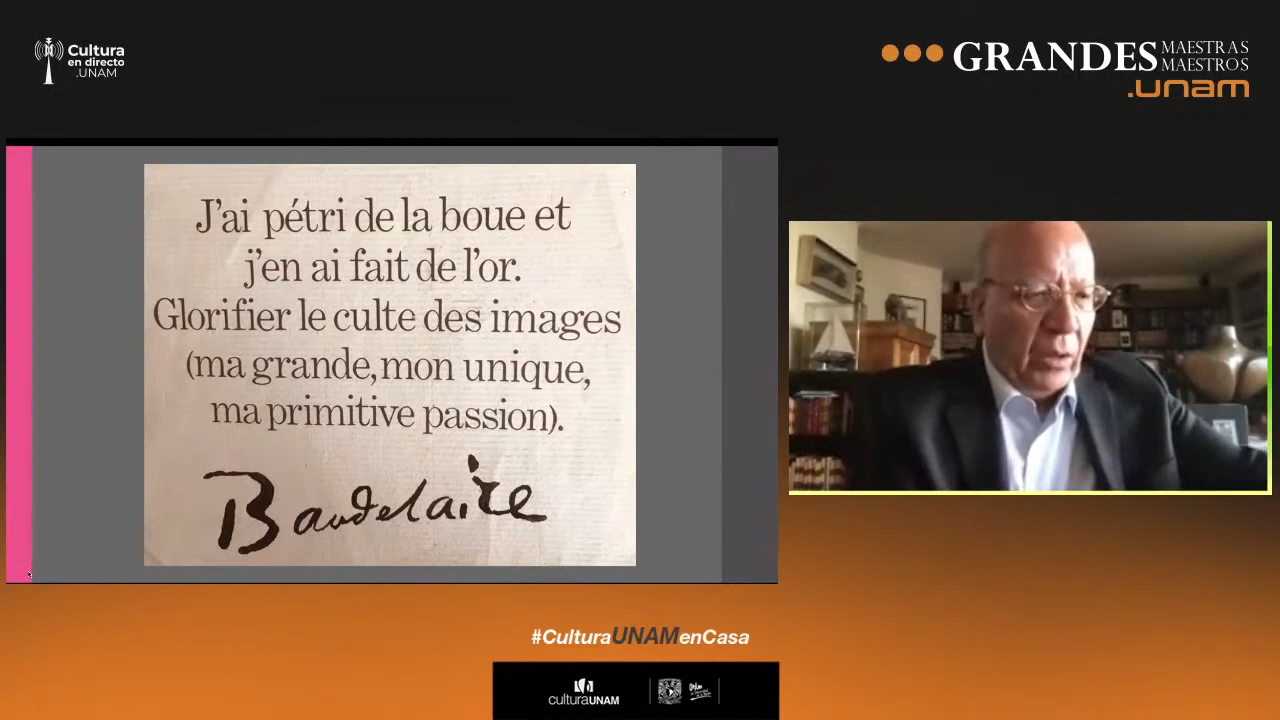 Cultura
en directo
.UNAM
GRANDES MAESTRAS MAESTROS
.unam
J'ai pétri de la boue et
j'en ai fait de l'or.
Glorifier le culte des images
(ma grande, mon unique,
ma primitive passion).
Baudelaire
#CulturaUNAMenCasa
culturaUNAM